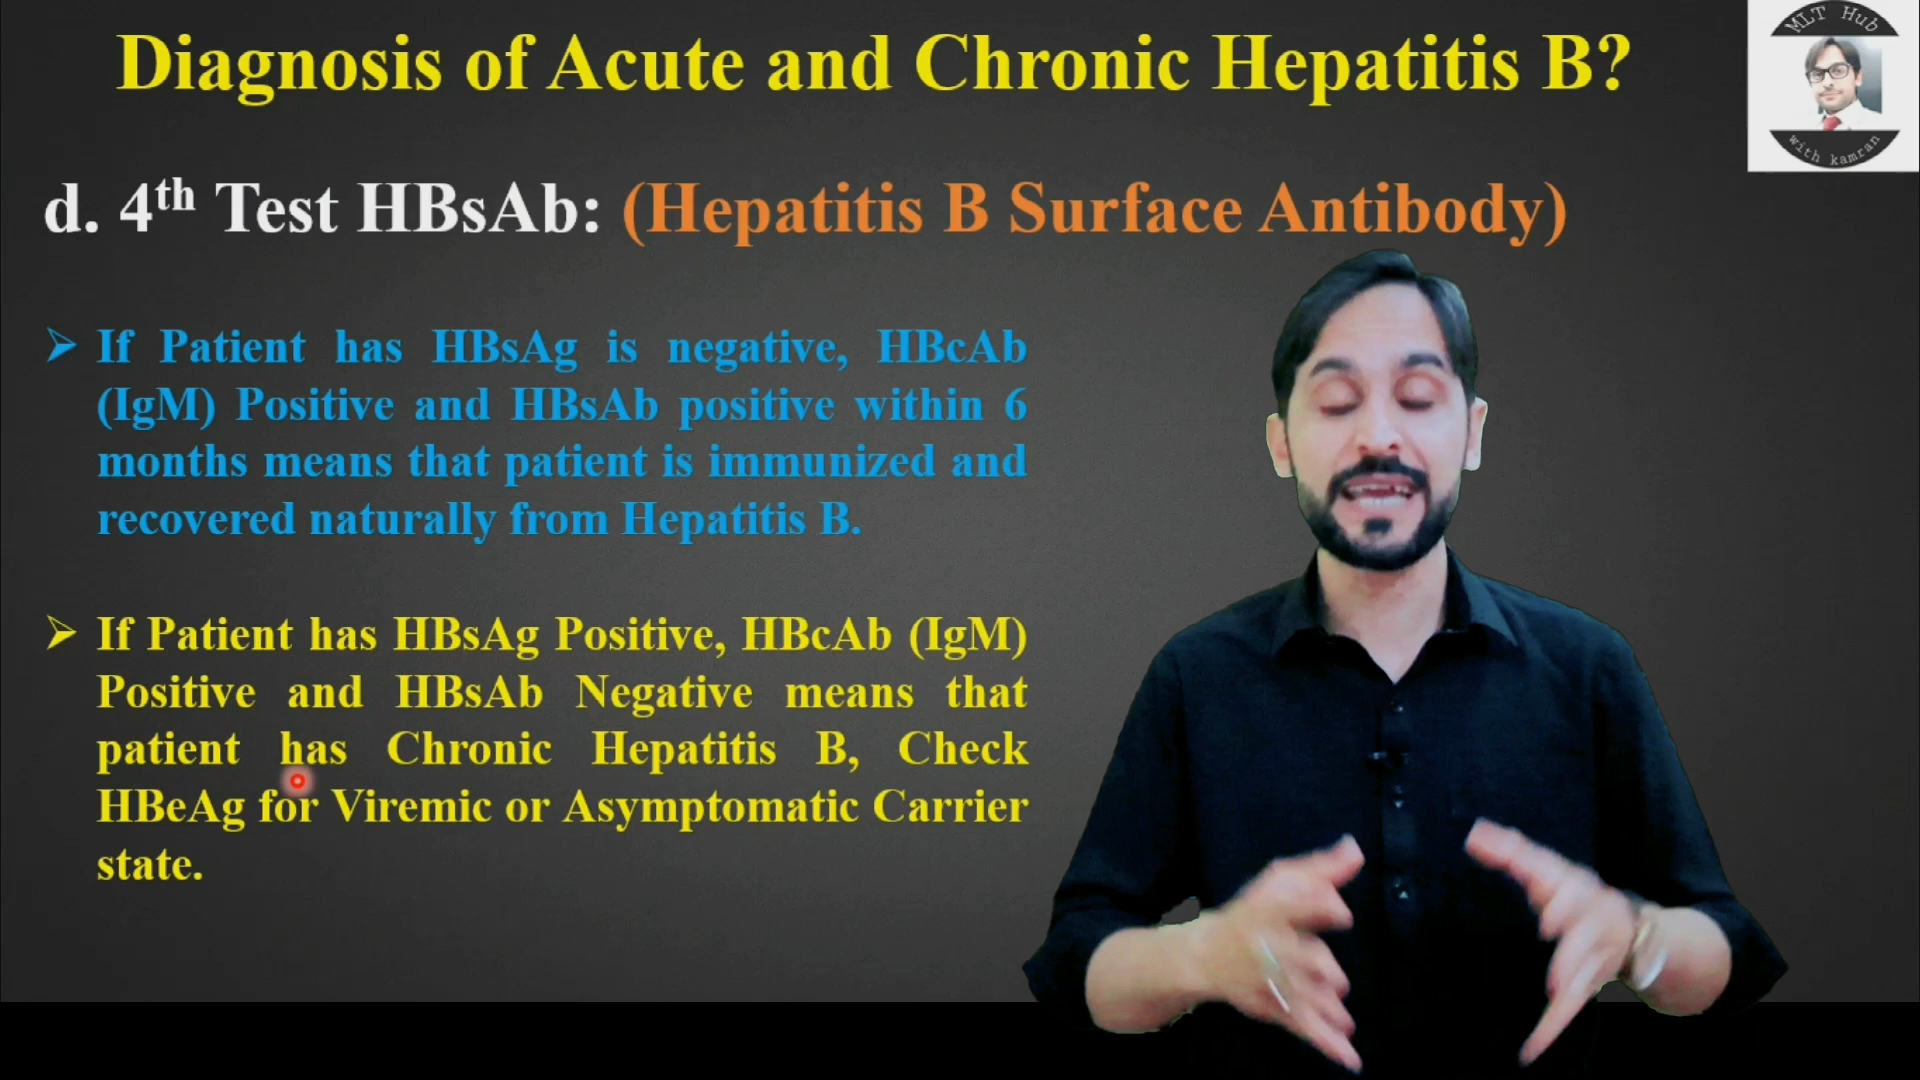 Diagnosis of Acute and Chronic Hepatitis B?
MLT Hub
with kamran
d. 4th Test HBsAb: (Hepatitis B Surface Antibody)
➢ If Patient has HBsAg is negative, HBcAb
(IgM) Positive and HBsAb positive within 6
months means that patient is immunized and
recovered naturally from Hepatitis B.
➢ If Patient has HBsAg Positive, HBcAb (IgM)
Positive and HBsAb Negative means that
patient has Chronic Hepatitis B, Check
HBeAg for Viremic or Asymptomatic Carrier
state.